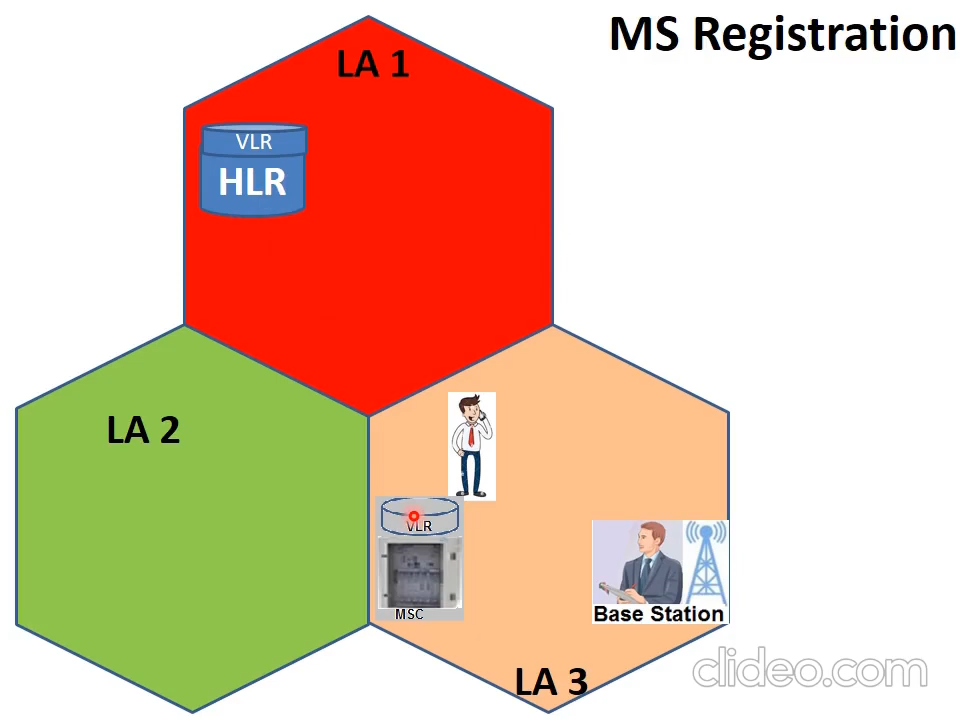 MS Registration
LA 1
VLR
HLR
LA 2
VLR
MSC
Base Station
LA 3
clideo.com